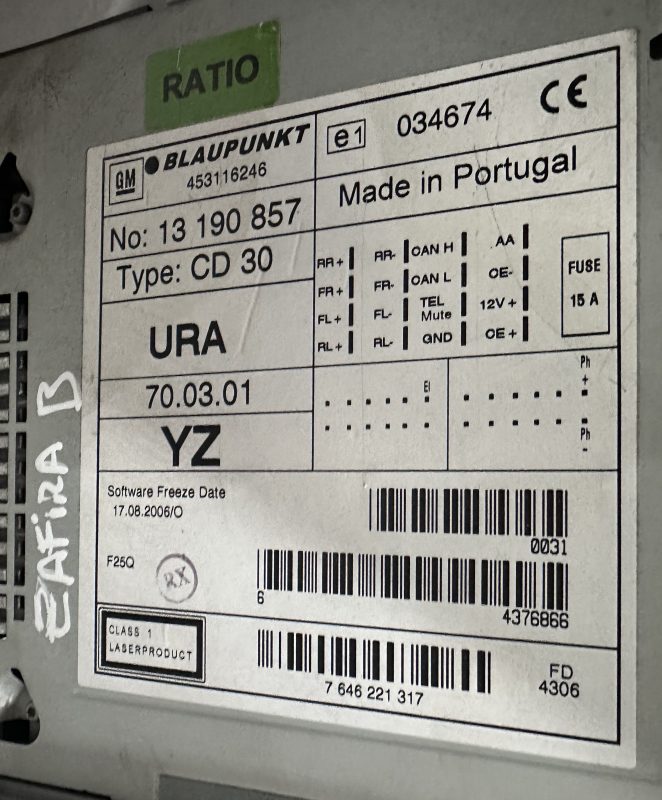 RATIO
GM
BLAUPUNKT
453116246
e1 034674 CE
Made in Portugal
No: 13 190 857
Type: CD 30
URA
70.03.01
YZ
RR+ RR- CAN H AA
FR+ FR- CAN L OE-
FL+ FL- TEL Mute 12V+
RL+ RL- GND OE+
FUSE
15 A
El
Ph
+
Ph
-
Software Freeze Date
17.08.2006/O
F25Q
RX
0031
6 4376866
CLASS 1
LASERPRODUCT
7 646 221 317
FD
4306
ZAFiRA B